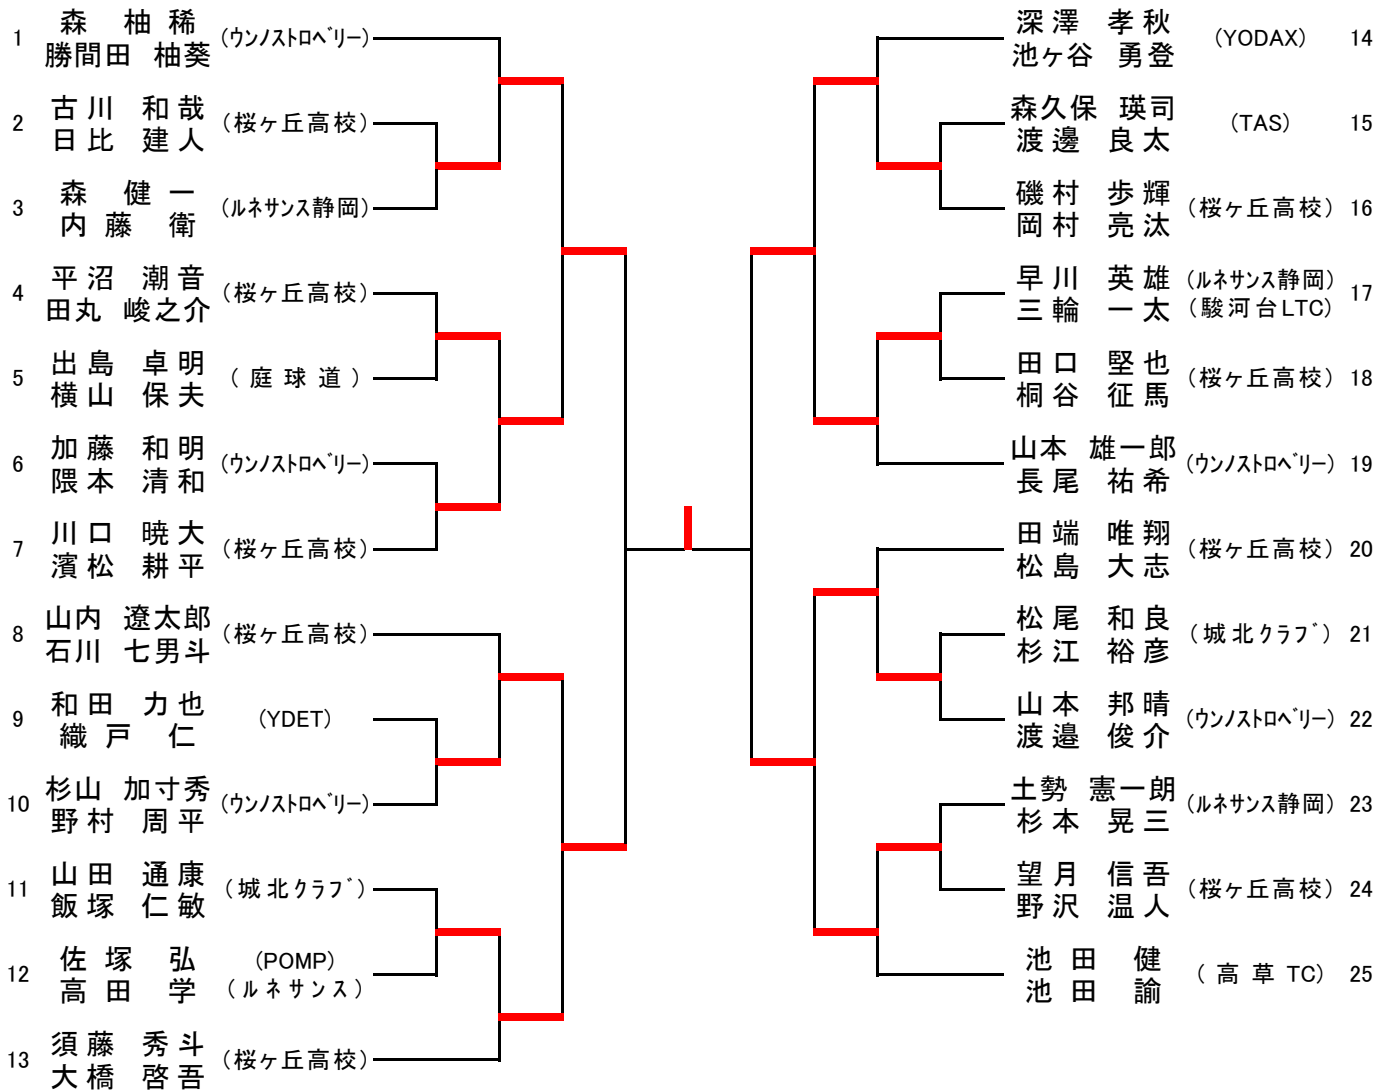 1 森 柚稀 (ウンノストロベリー)
勝間田 柚葵
2 古川 和哉 (桜ヶ丘高校)
日比 建人
3 森 健一 (ルネサンス静岡)
内藤 衛
4 平沼 潮音 (桜ヶ丘高校)
田丸 峻之介
5 出島 卓明 (庭球道)
横山 保夫
6 加藤 和明 (ウンノストロベリー)
隈本 清和
7 川口 暁大 (桜ヶ丘高校)
濱松 耕平
8 山内 遼太郎 (桜ヶ丘高校)
石川 七男斗
9 和田 力也 (YDET)
織戸 仁
10 杉山 加寸秀 (ウンノストロベリー)
野村 周平
11 山田 通康 (城北クラブ)
飯塚 仁敏
12 佐塚 弘 (POMP)
高田 学 (ルネサンス)
13 須藤 秀斗 (桜ヶ丘高校)
大橋 啓吾
深澤 孝秋 (YODAX) 14
池ヶ谷 勇登
森久保 瑛司 (TAS) 15
渡邊 良太
磯村 歩輝 (桜ヶ丘高校) 16
岡村 亮汰
早川 英雄 (ルネサンス静岡) 17
三輪 一太 (駿河台LTC)
田口 堅也 (桜ヶ丘高校) 18
桐谷 征馬
山本 雄一郎 (ウンノストロベリー) 19
長尾 祐希
田端 唯翔 (桜ヶ丘高校) 20
松島 大志
松尾 和良 (城北クラブ) 21
杉江 裕彦
山本 邦晴 (ウンノストロベリー) 22
渡邉 俊介
土勢 憲一朗 (ルネサンス静岡) 23
杉本 晃三
望月 信吾 (桜ヶ丘高校) 24
野沢 温人
池田 健 (高草TC) 25
池田 諭